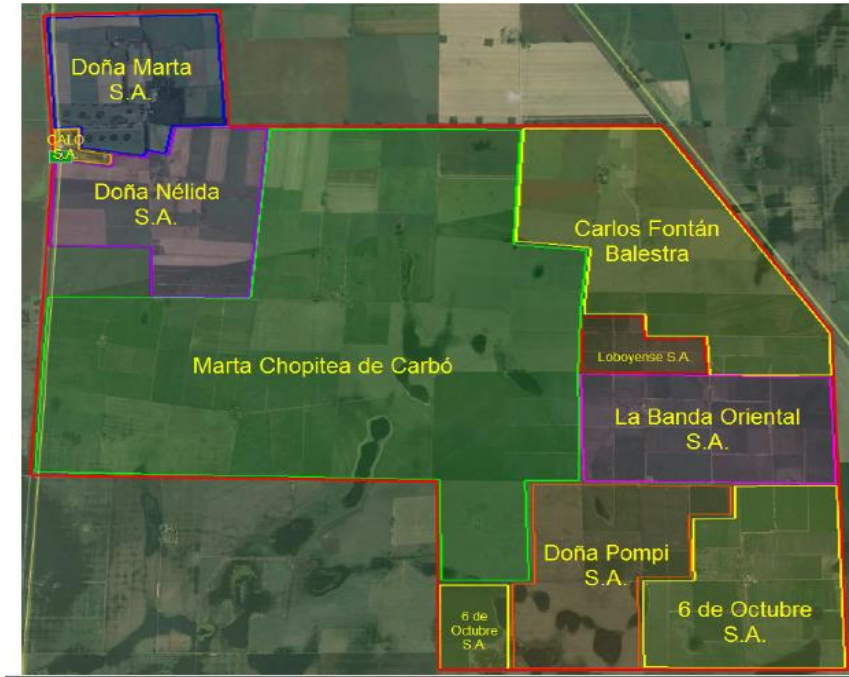 Doña Marta
S.A.
CALO
S.A.
Doña Nélida
S.A.
Carlos Fontán
Balestra
Loboyense S.A.
Marta Chopitea de Carbó
La Banda Oriental
S.A.
Doña Pompi
S.A.
6 de
Octubre
S.A.
6 de Octubre
S.A.